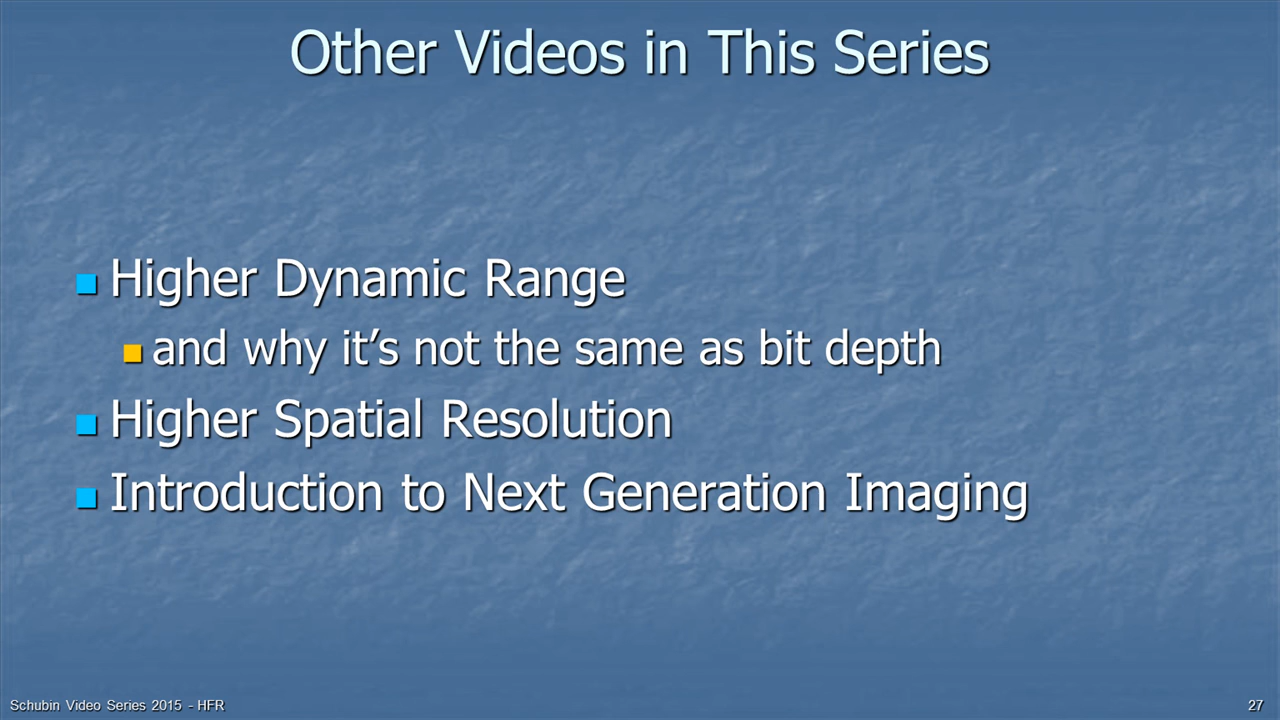 Other Videos in This Series
Higher Dynamic Range
and why it’s not the same as bit depth
Higher Spatial Resolution
Introduction to Next Generation Imaging
Schubin Video Series 2015 - HFR
27